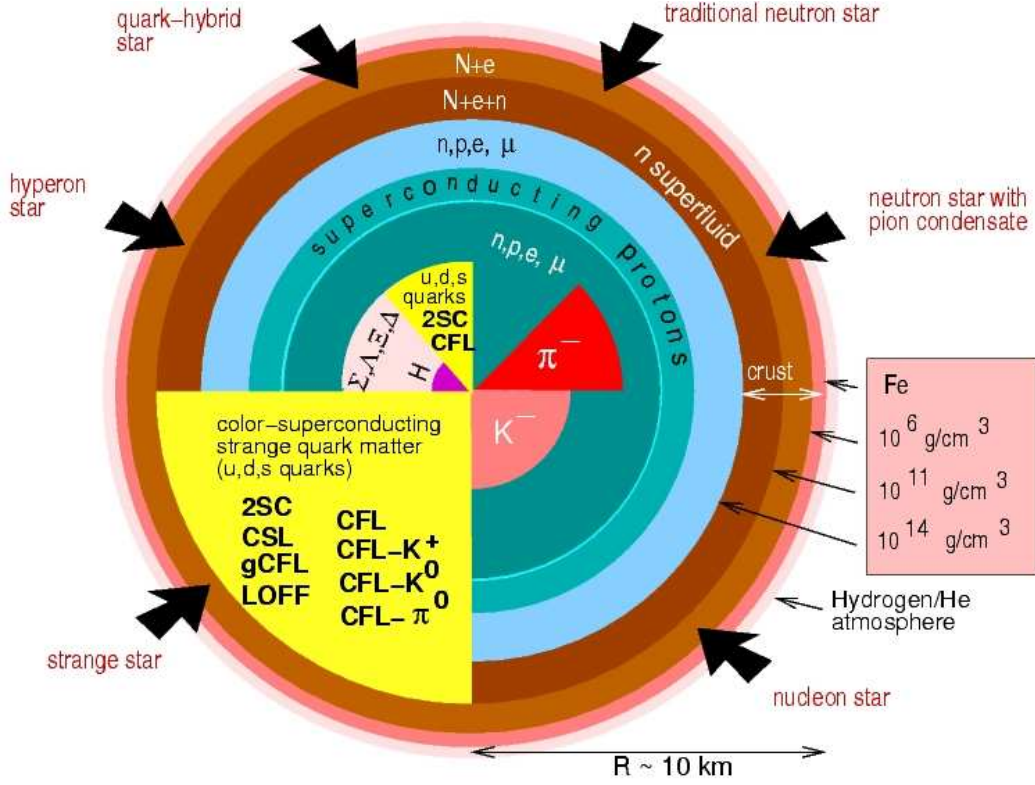 quark–hybrid
star
traditional neutron star
N+e
N+e+n
n,p,e, μ
n superfluid
hyperon
star
neutron star with
pion condensate
superconducting protons
n,p,e, μ
u,d,s
quarks
2SC
CFL
Σ,Λ,Ξ,Δ
H
π⁻
K⁻
crust
Fe
10⁶ g/cm³
10¹¹ g/cm³
10¹⁴ g/cm³
color–superconducting
strange quark matter
(u,d,s quarks)
2SC
CSL
gCFL
LOFF
CFL
CFL–K⁺
CFL–K⁰
CFL–π⁰
Hydrogen/He
atmosphere
strange star
nucleon star
R ~ 10 km